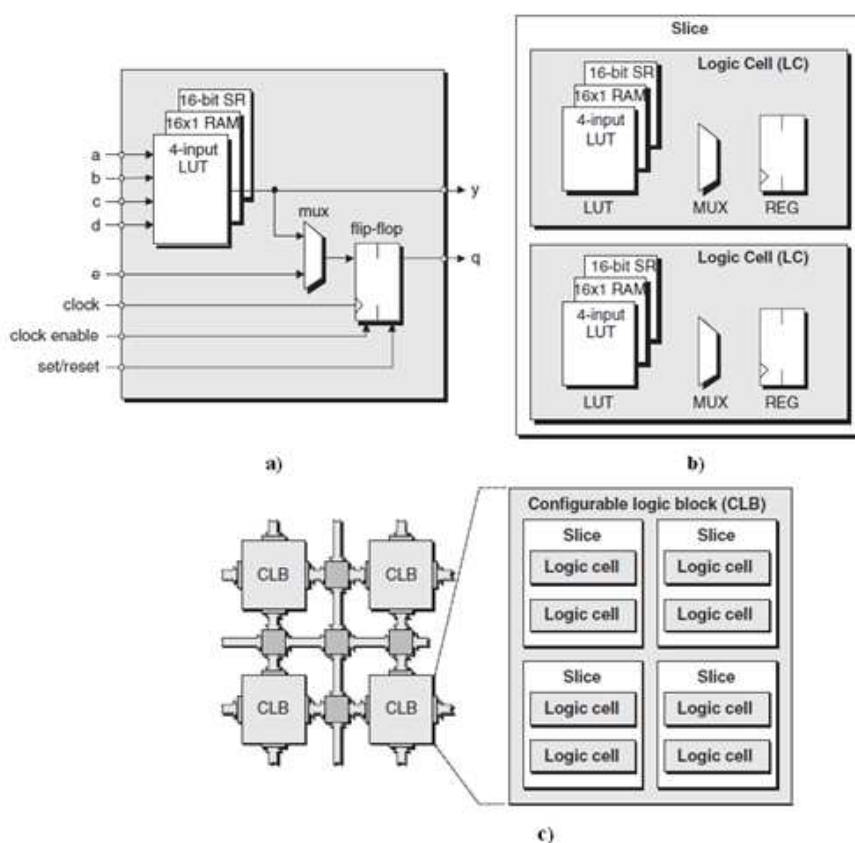 16-bit SR
16x1 RAM
4-input
LUT
a
b
c
d
e
clock
clock enable
set/reset
mux
flip-flop
y
q
a)
Slice
Logic Cell (LC)
16-bit SR
16x1 RAM
4-input
LUT
LUT
MUX
REG
Logic Cell (LC)
16-bit SR
16x1 RAM
4-input
LUT
LUT
MUX
REG
b)
CLB
CLB
CLB
CLB
Configurable logic block (CLB)
Slice
Logic cell
Logic cell
Slice
Logic cell
Logic cell
Slice
Logic cell
Logic cell
Slice
Logic cell
Logic cell
c)